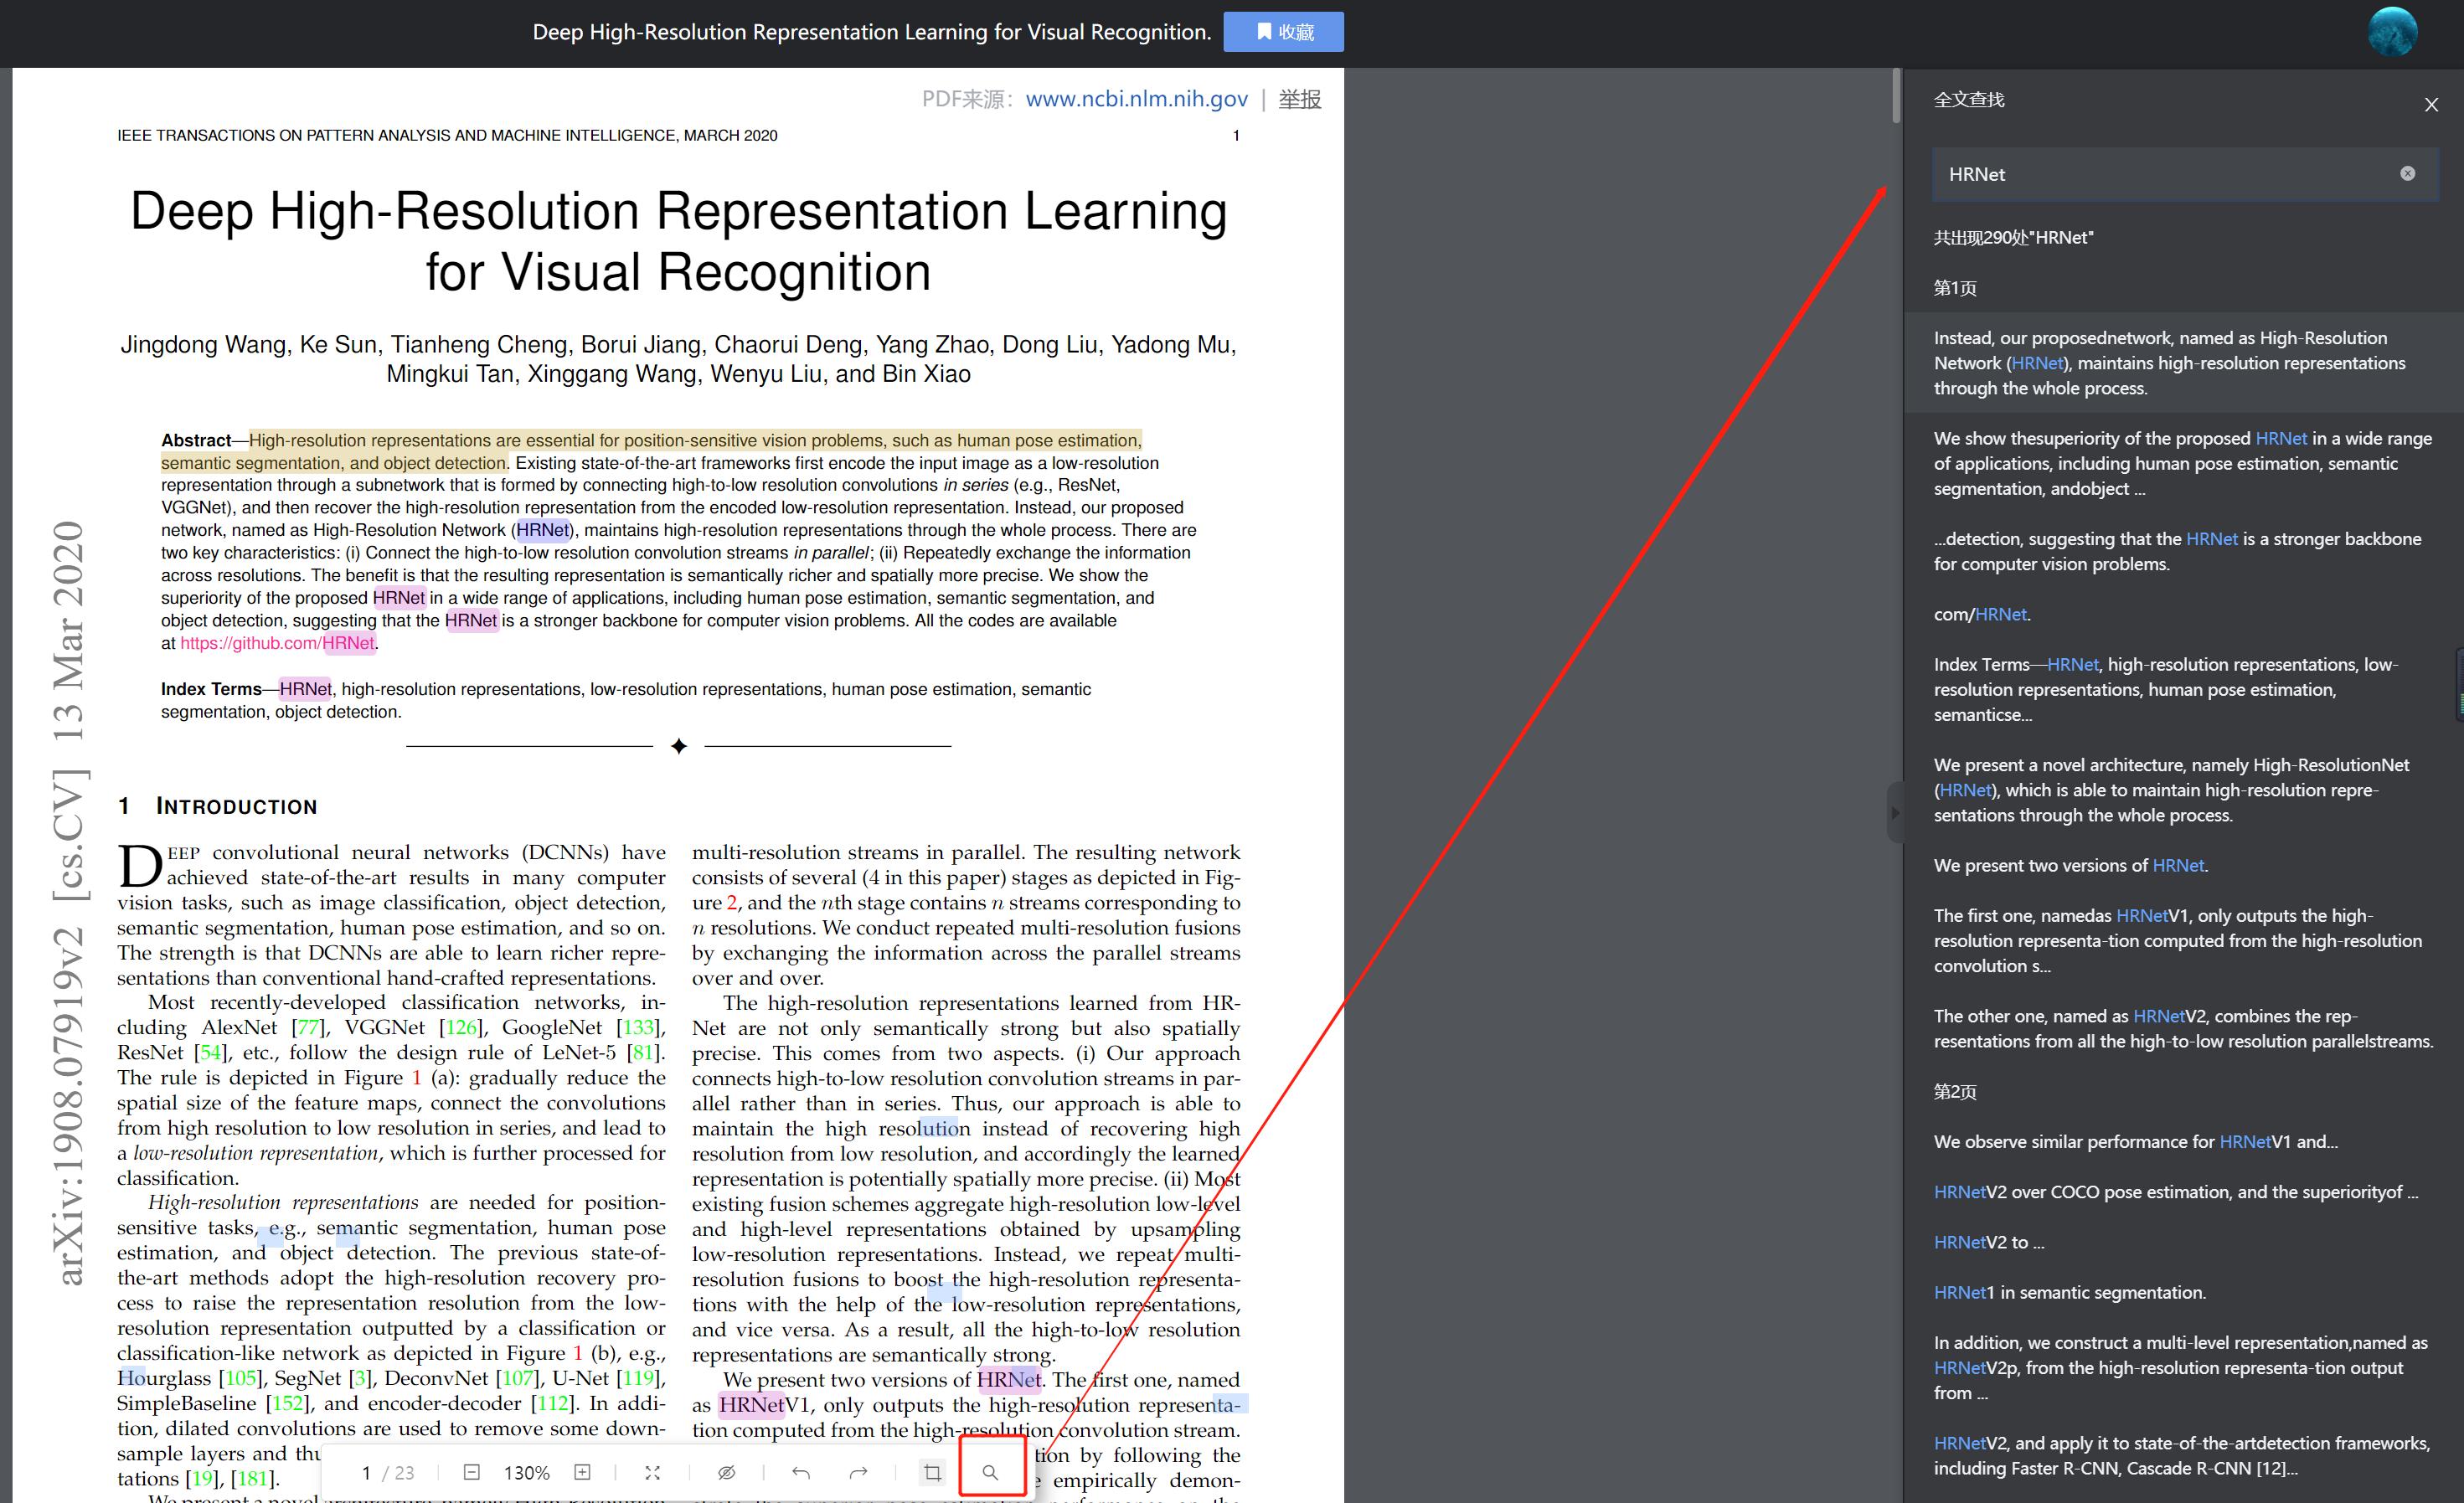 Deep High-Resolution Representation Learning for Visual Recognition.
收藏
PDF来源： www.ncbi.nlm.nih.gov | 举报
IEEE TRANSACTIONS ON PATTERN ANALYSIS AND MACHINE INTELLIGENCE, MARCH 2020
1
Deep High-Resolution Representation Learning
for Visual Recognition
Jingdong Wang, Ke Sun, Tianheng Cheng, Borui Jiang, Chaorui Deng, Yang Zhao, Dong Liu, Yadong Mu,
Mingkui Tan, Xinggang Wang, Wenyu Liu, and Bin Xiao
Abstract—High-resolution representations are essential for position-sensitive vision problems, such as human pose estimation,
semantic segmentation, and object detection. Existing state-of-the-art frameworks first encode the input image as a low-resolution
representation through a subnetwork that is formed by connecting high-to-low resolution convolutions in series (e.g., ResNet,
VGGNet), and then recover the high-resolution representation from the encoded low-resolution representation. Instead, our proposed
network, named as High-Resolution Network (HRNet), maintains high-resolution representations through the whole process. There are
two key characteristics: (i) Connect the high-to-low resolution convolution streams in parallel; (ii) Repeatedly exchange the information
across resolutions. The benefit is that the resulting representation is semantically richer and spatially more precise. We show the
superiority of the proposed HRNet in a wide range of applications, including human pose estimation, semantic segmentation, and
object detection, suggesting that the HRNet is a stronger backbone for computer vision problems. All the codes are available
at https://github.com/HRNet.
Index Terms—HRNet, high-resolution representations, low-resolution representations, human pose estimation, semantic
segmentation, object detection.
arXiv:1908.07919v2 [cs.CV] 13 Mar 2020
1 INTRODUCTION
DEEP convolutional neural networks (DCNNs) have
achieved state-of-the-art results in many computer
vision tasks, such as image classification, object detection,
semantic segmentation, human pose estimation, and so on.
The strength is that DCNNs are able to learn richer repre-
sentations than conventional hand-crafted representations.
Most recently-developed classification networks, in-
cluding AlexNet [77], VGGNet [126], GoogleNet [133],
ResNet [54], etc., follow the design rule of LeNet-5 [81].
The rule is depicted in Figure 1 (a): gradually reduce the
spatial size of the feature maps, connect the convolutions
from high resolution to low resolution in series, and lead to
a low-resolution representation, which is further processed for
classification.
High-resolution representations are needed for position-
sensitive tasks, e.g., semantic segmentation, human pose
estimation, and object detection. The previous state-of-
the-art methods adopt the high-resolution recovery pro-
cess to raise the representation resolution from the low-
resolution representation outputted by a classification or
classification-like network as depicted in Figure 1 (b), e.g.,
Hourglass [105], SegNet [3], DeconvNet [107], U-Net [119],
SimpleBaseline [152], and encoder-decoder [112]. In addi-
tion, dilated convolutions are used to remove some down-
sample layers and thu
tations [19], [181].
multi-resolution streams in parallel. The resulting network
consists of several (4 in this paper) stages as depicted in Fig-
ure 2, and the nth stage contains n streams corresponding to
n resolutions. We conduct repeated multi-resolution fusions
by exchanging the information across the parallel streams
over and over.
The high-resolution representations learned from HR-
Net are not only semantically strong but also spatially
precise. This comes from two aspects. (i) Our approach
connects high-to-low resolution convolution streams in par-
allel rather than in series. Thus, our approach is able to
maintain the high resolution instead of recovering high
resolution from low resolution, and accordingly the learned
representation is potentially spatially more precise. (ii) Most
existing fusion schemes aggregate high-resolution low-level
and high-level representations obtained by upsampling
low-resolution representations. Instead, we repeat multi-
resolution fusions to boost the high-resolution representa-
tions with the help of the low-resolution representations,
and vice versa. As a result, all the high-to-low resolution
representations are semantically strong.
We present two versions of HRNet. The first one, named
as HRNetV1, only outputs the high-resolution representa-
tion computed from the high-resolution convolution stream.
tion by following the
empirically demon-
1 / 23
130%
全文查找
HRNet
共出现290处"HRNet"
第1页
Instead, our proposednetwork, named as High-Resolution
Network (HRNet), maintains high-resolution representations
through the whole process.
We show thesuperiority of the proposed HRNet in a wide range
of applications, including human pose estimation, semantic
segmentation, andobject ...
...detection, suggesting that the HRNet is a stronger backbone
for computer vision problems.
com/HRNet.
Index Terms—HRNet, high-resolution representations, low-
resolution representations, human pose estimation,
semanticse...
We present a novel architecture, namely High-ResolutionNet
(HRNet), which is able to maintain high-resolution repre-
sentations through the whole process.
We present two versions of HRNet.
The first one, namedas HRNetV1, only outputs the high-
resolution representa-tion computed from the high-resolution
convolution s...
The other one, named as HRNetV2, combines the rep-
resentations from all the high-to-low resolution parallelstreams.
第2页
We observe similar performance for HRNetV1 and...
HRNetV2 over COCO pose estimation, and the superiorityof ...
HRNetV2 to ...
HRNet1 in semantic segmentation.
In addition, we construct a multi-level representation,named as
HRNetV2p, from the high-resolution representa-tion output
from ...
HRNetV2, and apply it to state-of-the-artdetection frameworks,
including Faster R-CNN, Cascade R-CNN [12]...